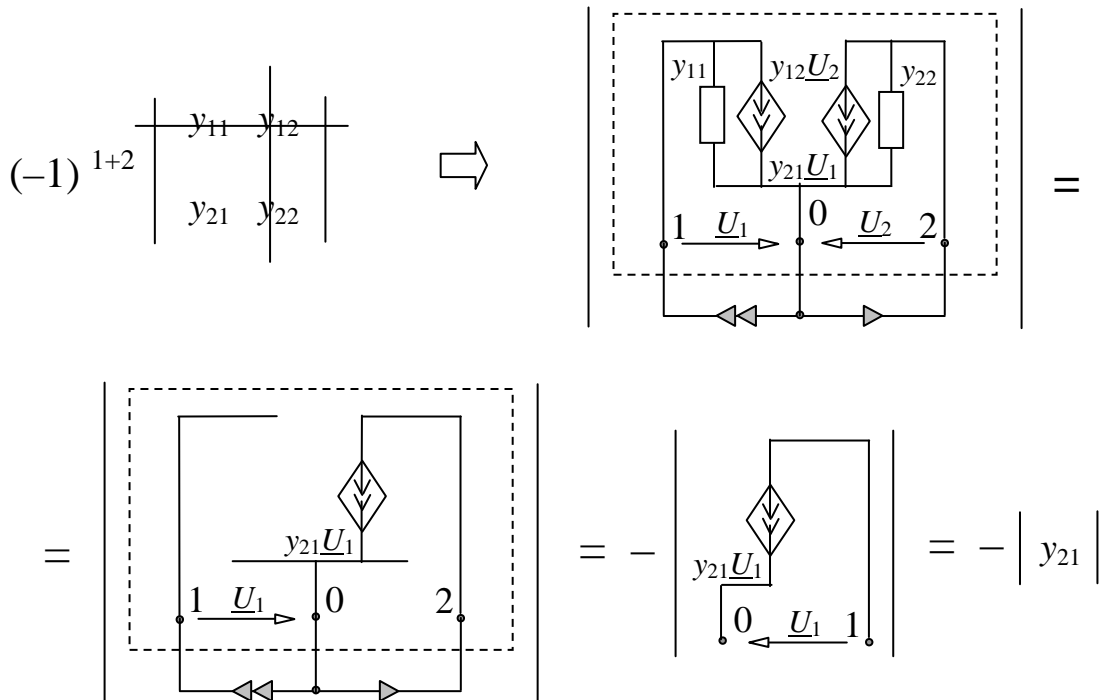 (–1) 1+2
y11 y12
y21 y22
y11 y12U2 y22
y21U1
0
1 U1 U2 2
=
=
y21U1
1 U1 0 2
= –
y21U1
0 U1 1
= – | y21 |